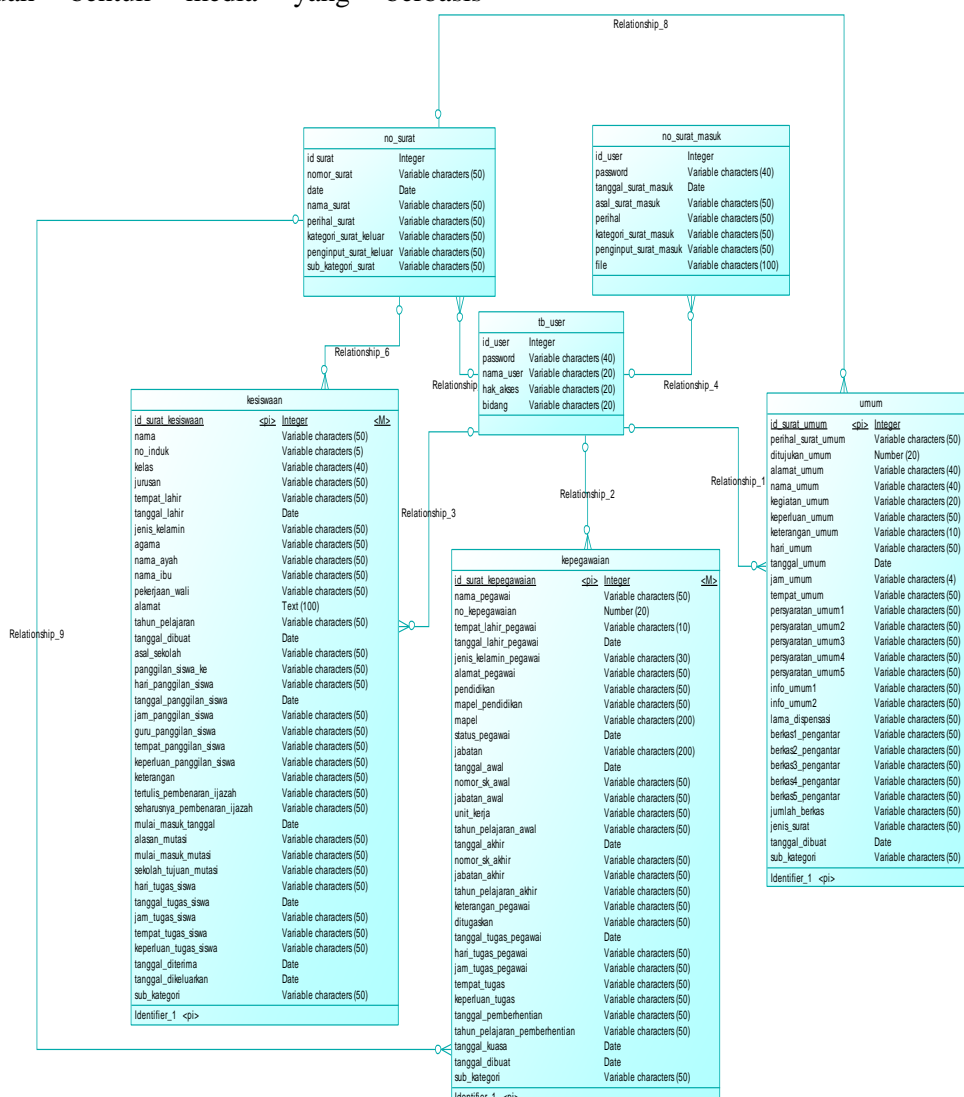 bentuk media yang berbasis
Relationship_8
no_surat
id surat Integer
nomor_surat Variable characters (50)
date Date
nama_surat Variable characters (50)
perihal_surat Variable characters (50)
kategori_surat_keluar Variable characters (50)
penginput_surat_keluar Variable characters (50)
sub_kategori_surat Variable characters (50)
no_surat_masuk
id_user Integer
password Variable characters (40)
tanggal_surat_masuk Date
asal_surat_masuk Variable characters (50)
perihal Variable characters (50)
kategori_surat_masuk Variable characters (50)
penginput_surat_masuk Variable characters (50)
file Variable characters (100)
tb_user
id_user Integer
password Variable characters (40)
nama_user Variable characters (20)
hak_akses Variable characters (20)
bidang Variable characters (20)
Relationship_6
Relationship
Relationship_4
kesiswaan
id_surat_kesiswaan <pi> Integer <M>
nama Variable characters (50)
no_induk Variable characters (5)
kelas Variable characters (40)
jurusan Variable characters (50)
tempat_lahir Variable characters (50)
tanggal_lahir Date
jenis_kelamin Variable characters (50)
agama Variable characters (50)
nama_ayah Variable characters (50)
nama_ibu Variable characters (50)
pekerjaan_wali Variable characters (50)
alamat Text (100)
tahun_pelajaran Variable characters (50)
tanggal_dibuat Date
asal_sekolah Variable characters (50)
panggilan_siswa_ke Variable characters (50)
hari_panggilan_siswa Variable characters (50)
tanggal_panggilan_siswa Date
jam_panggilan_siswa Variable characters (50)
guru_panggilan_siswa Variable characters (50)
tempat_panggilan_siswa Variable characters (50)
keperluan_panggilan_siswa Variable characters (50)
keterangan Variable characters (50)
tertulis_pembenaran_ijazah Variable characters (50)
seharusnya_pembenaran_ijazah Variable characters (50)
mulai_masuk_tanggal Date
alasan_mutasi Variable characters (50)
mulai_masuk_mutasi Variable characters (50)
sekolah_tujuan_mutasi Variable characters (50)
hari_tugas_siswa Variable characters (50)
tanggal_tugas_siswa Date
jam_tugas_siswa Variable characters (50)
tempat_tugas_siswa Variable characters (50)
keperluan_tugas_siswa Variable characters (50)
tanggal_diterima Date
tanggal_dikeluarkan Date
sub_kategori Variable characters (50)
Identifier_1 <pi>
Relationship_3
Relationship_2
Relationship_1
Relationship_9
kepegawaian
id_surat_kepegawaian <pi> Integer <M>
nama_pegawai Variable characters (50)
no_kepegawaian Number (20)
tempat_lahir_pegawai Variable characters (10)
tanggal_lahir_pegawai Date
jenis_kelamin_pegawai Variable characters (30)
alamat_pegawai Variable characters (50)
pendidikan Variable characters (50)
mapel_pendidikan Variable characters (50)
mapel Variable characters (200)
status_pegawai Date
jabatan Variable characters (200)
tanggal_awal Date
nomor_sk_awal Variable characters (50)
jabatan_awal Variable characters (50)
unit_kerja Variable characters (50)
tahun_pelajaran_awal Variable characters (50)
tanggal_akhir Date
nomor_sk_akhir Variable characters (50)
jabatan_akhir Variable characters (50)
tahun_pelajaran_akhir Variable characters (50)
keterangan_pegawai Variable characters (50)
ditugaskan Variable characters (50)
tanggal_tugas_pegawai Date
hari_tugas_pegawai Variable characters (50)
jam_tugas_pegawai Variable characters (50)
tempat_tugas Variable characters (50)
keperluan_tugas Variable characters (50)
tanggal_pemberhentian Variable characters (50)
tahun_pelajaran_pemberhentian Variable characters (50)
tanggal_kuasa Date
tanggal_dibuat Date
sub_kategori Variable characters (50)
Identifier_1 <pi>
umum
id_surat_umum <pi> Integer
perihal_surat_umum Variable characters (50)
ditujukan_umum Number (20)
alamat_umum Variable characters (40)
nama_umum Variable characters (40)
kegiatan_umum Variable characters (20)
keperluan_umum Variable characters (50)
keterangan_umum Variable characters (10)
hari_umum Variable characters (50)
tanggal_umum Date
jam_umum Variable characters (4)
tempat_umum Variable characters (50)
persyaratan_umum1 Variable characters (50)
persyaratan_umum2 Variable characters (50)
persyaratan_umum3 Variable characters (50)
persyaratan_umum4 Variable characters (50)
persyaratan_umum5 Variable characters (50)
info_umum1 Variable characters (50)
info_umum2 Variable characters (50)
lama_dispensasi Variable characters (50)
berkas1_pengantar Variable characters (50)
berkas2_pengantar Variable characters (50)
berkas3_pengantar Variable characters (50)
berkas4_pengantar Variable characters (50)
berkas5_pengantar Variable characters (50)
jumlah_berkas Variable characters (50)
jenis_surat Variable characters (50)
tanggal_dibuat Date
sub_kategori Variable characters (50)
Identifier_1 <pi>